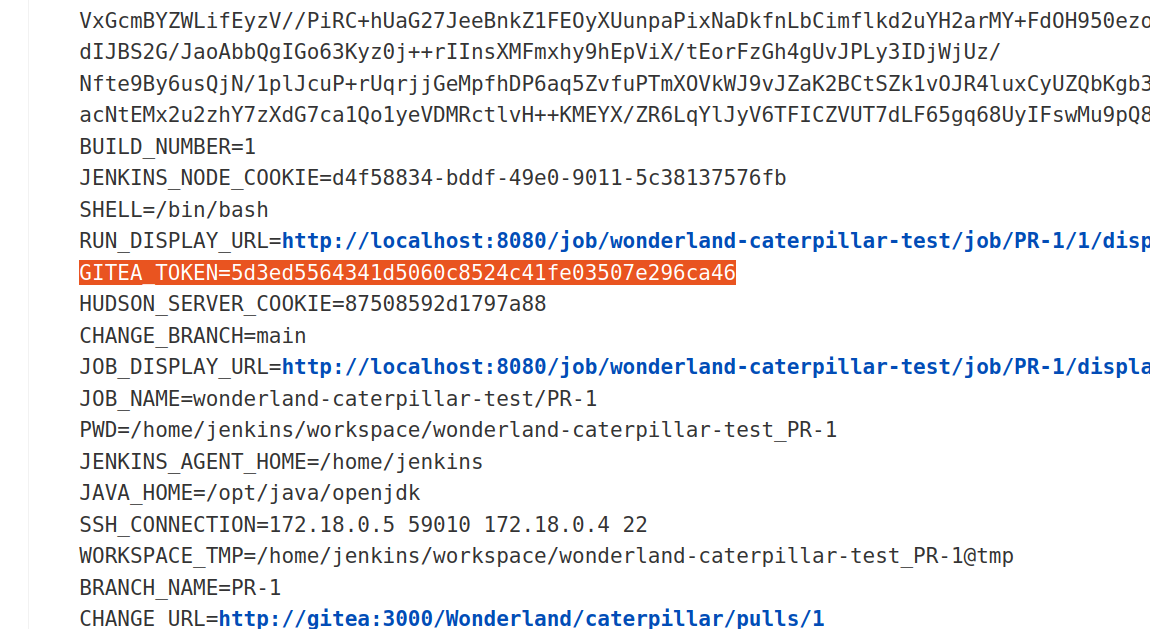 VxGcmBYZWLifEyzV//PiRC+hUaG27JeeBnkZ1FEOyXUunpaPixNaDkfnLbCimflkd2uYH2arMY+FdOH950ezo
dIJBS2G/JaoAbbQgIGo63Kyz0j++rIInsXMFmxhy9hEpViX/tEorFzGh4gUvJPLy3IDjWjUz/
Nfte9By6usQjN/1plJcuP+rUqrjjGeMpfhDP6aq5ZvfuPTmXOVkWJ9vJZaK2BCtSZk1vOJR4luxCyUZQbKgb3
acNtEMx2u2zhY7zXdG7ca1Qo1yeVDMRctlvH++KMEYX/ZR6LqYlJyV6TFICZVUT7dLF65gq68UyIFswMu9pQ8
BUILD_NUMBER=1
JENKINS_NODE_COOKIE=d4f58834-bddf-49e0-9011-5c38137576fb
SHELL=/bin/bash
RUN_DISPLAY_URL=http://localhost:8080/job/wonderland-caterpillar-test/job/PR-1/1/disp
GITEA_TOKEN=5d3ed5564341d5060c8524c41fe03507e296ca46
HUDSON_SERVER_COOKIE=87508592d1797a88
CHANGE_BRANCH=main
JOB_DISPLAY_URL=http://localhost:8080/job/wonderland-caterpillar-test/job/PR-1/displa
JOB_NAME=wonderland-caterpillar-test/PR-1
PWD=/home/jenkins/workspace/wonderland-caterpillar-test_PR-1
JENKINS_AGENT_HOME=/home/jenkins
JAVA_HOME=/opt/java/openjdk
SSH_CONNECTION=172.18.0.5 59010 172.18.0.4 22
WORKSPACE_TMP=/home/jenkins/workspace/wonderland-caterpillar-test_PR-1@tmp
BRANCH_NAME=PR-1
CHANGE_URL=http://gitea:3000/Wonderland/caterpillar/pulls/1